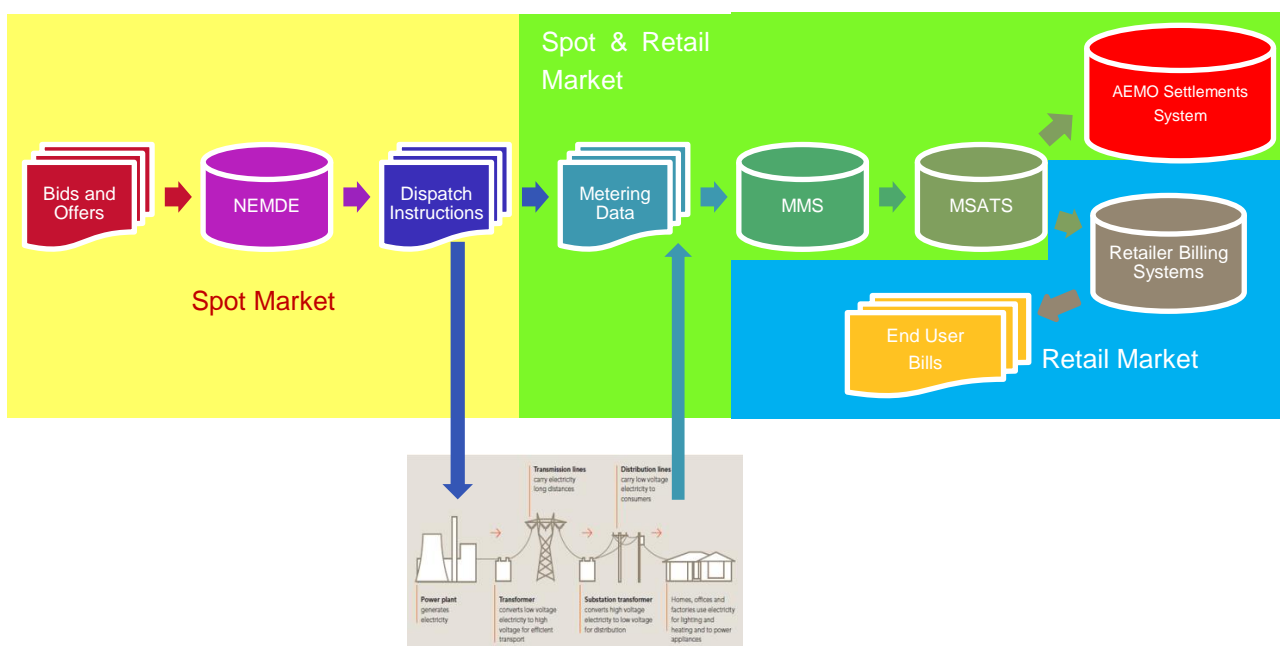 Spot & Retail
Market
AEMO Settlements
System
Bids and
Offers
NEMDE
Dispatch
Instructions
Metering
Data
MMS
MSATS
Retailer Billing
Systems
Spot Market
End User
Bills
Retail Market
Transmission lines
carry electricity
long distances
Distribution lines
carry low voltage
electricity to
consumers
Power plant
generates
electricity
Transformer
converts low voltage
electricity to high
voltage for efficient
transport
Substation transformer
converts high voltage
electricity to low voltage
for distribution
Homes, offices and
factories use electricity
for lighting and
heating and to power
appliances